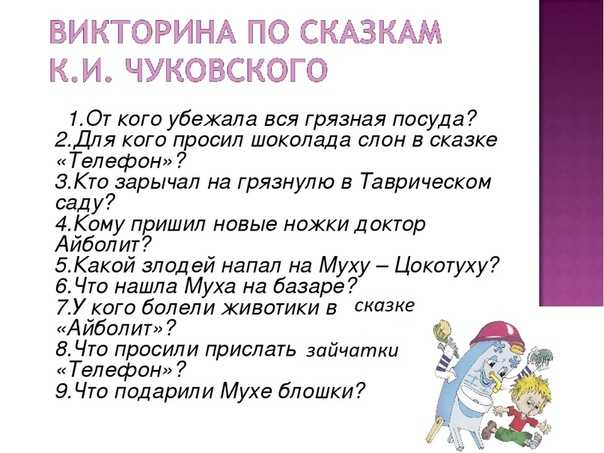 ВИКТОРИНА ПО СКАЗКАМ
К.И. ЧУКОВСКОГО
1.От кого убежала вся грязная посуда?
2.Для кого просил шоколада слон в сказке
«Телефон»?
3.Кто зарычал на грязнулю в Таврическом
саду?
4.Кому пришил новые ножки доктор
Айболит?
5.Какой злодей напал на Муху – Цокотуху?
6.Что нашла Муха на базаре?
7.У кого болели животики в сказке
«Айболит»?
8.Что просили прислать зайчатки
«Телефон»?
9.Что подарили Мухе блошки?